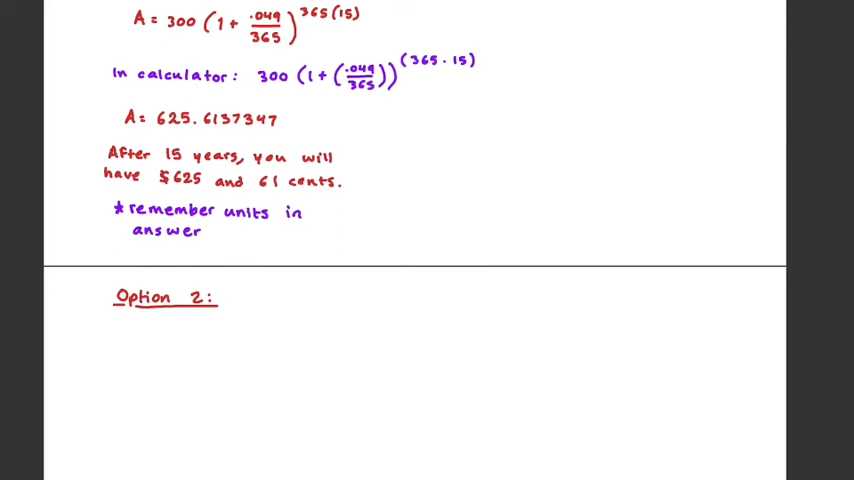 A = 300 (1 + .049/365)^365(15)
In calculator: 300 (1 + (.049/365))^(365 · 15)
A = 625.6137347
After 15 years, you will
have $625 and 61 cents.
*remember units in
answer
Option 2: